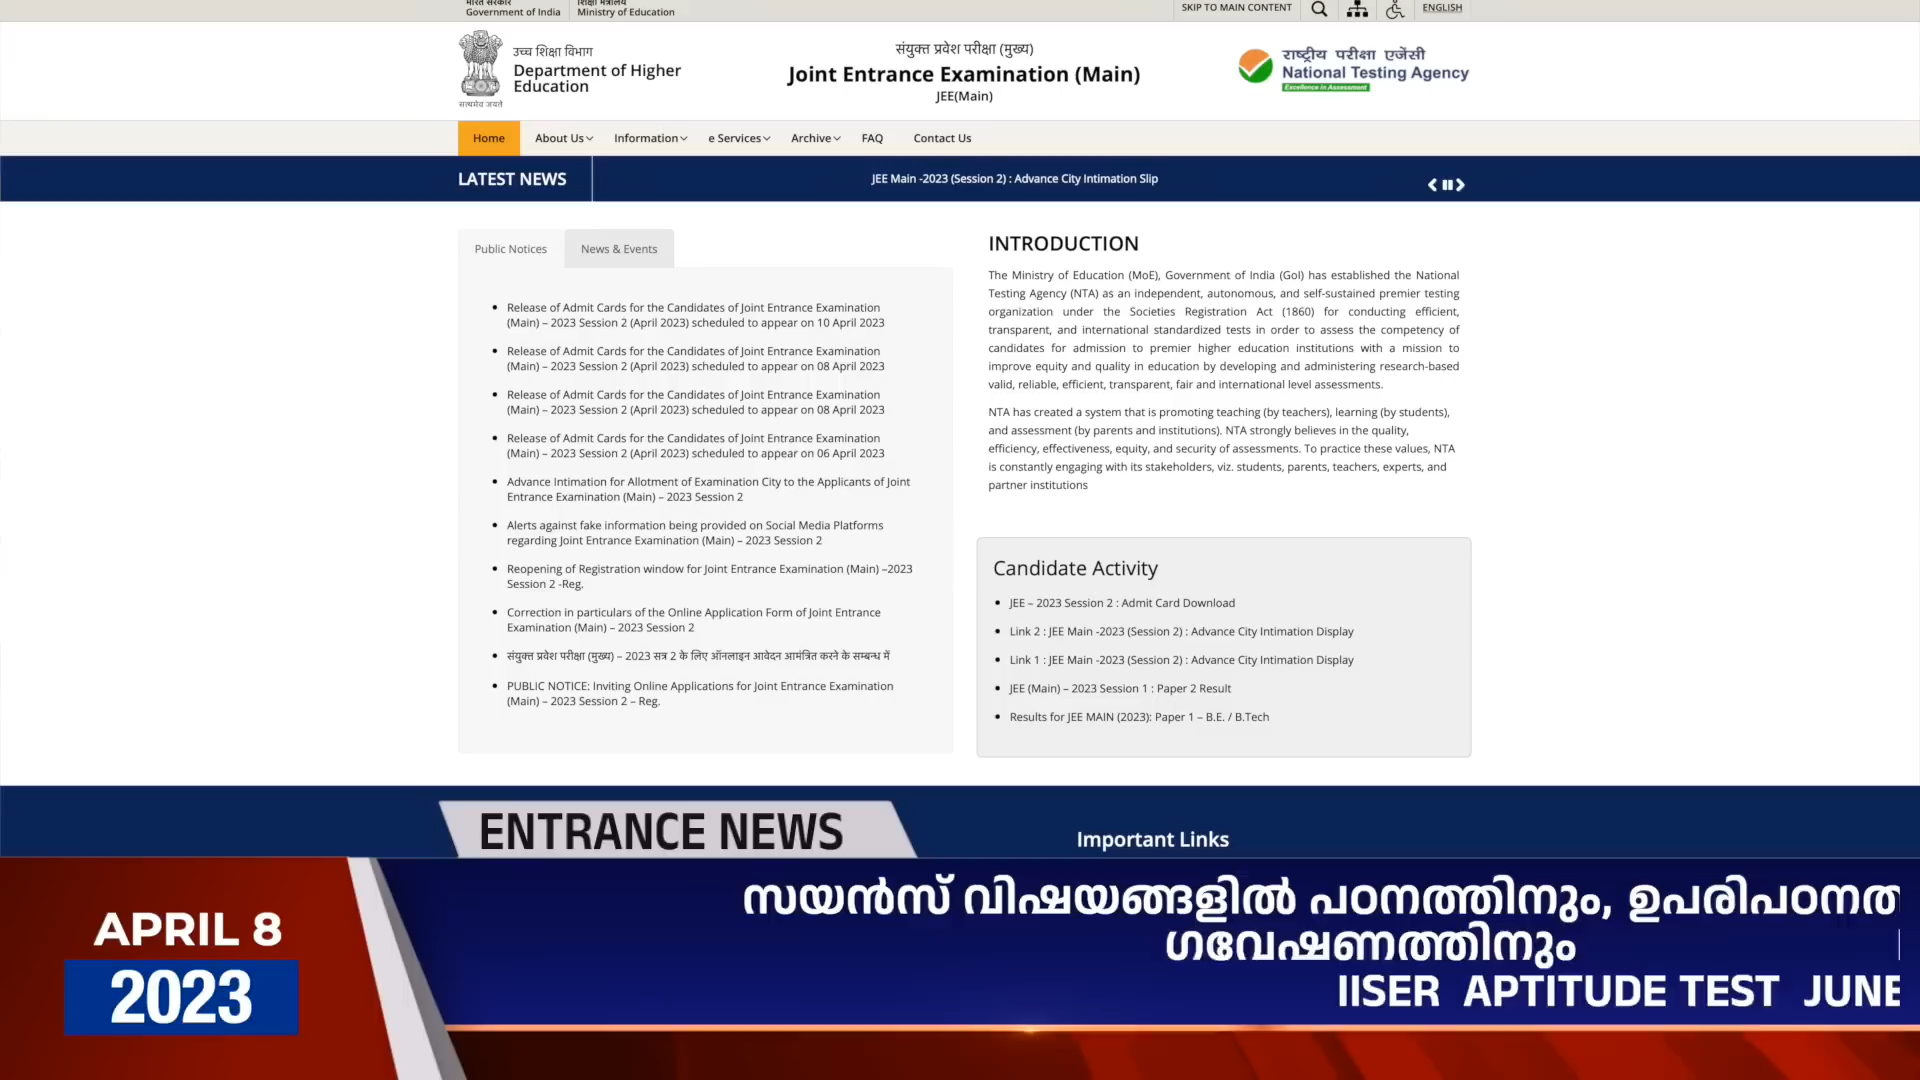 भारत सरकार
Government of India
शिक्षा मंत्रालय
Ministry of Education
SKIP TO MAIN CONTENT
ENGLISH
सत्यमेव जयते
उच्च शिक्षा विभाग
Department of Higher
Education
संयुक्त प्रवेश परीक्षा (मुख्य)
Joint Entrance Examination (Main)
JEE(Main)
राष्ट्रीय परीक्षा एजेंसी
National Testing Agency
Excellence in Assessment
Home About Us Information e Services Archive FAQ Contact Us
LATEST NEWS
JEE Main -2023 (Session 2) : Advance City Intimation Slip
Public Notices
News & Events
Release of Admit Cards for the Candidates of Joint Entrance Examination
(Main) – 2023 Session 2 (April 2023) scheduled to appear on 10 April 2023
Release of Admit Cards for the Candidates of Joint Entrance Examination
(Main) – 2023 Session 2 (April 2023) scheduled to appear on 08 April 2023
Release of Admit Cards for the Candidates of Joint Entrance Examination
(Main) – 2023 Session 2 (April 2023) scheduled to appear on 08 April 2023
Release of Admit Cards for the Candidates of Joint Entrance Examination
(Main) – 2023 Session 2 (April 2023) scheduled to appear on 06 April 2023
Advance Intimation for Allotment of Examination City to the Applicants of Joint
Entrance Examination (Main) – 2023 Session 2
Alerts against fake information being provided on Social Media Platforms
regarding Joint Entrance Examination (Main) – 2023 Session 2
Reopening of Registration window for Joint Entrance Examination (Main) –2023
Session 2 -Reg.
Correction in particulars of the Online Application Form of Joint Entrance
Examination (Main) – 2023 Session 2
संयुक्त प्रवेश परीक्षा (मुख्य) – 2023 सत्र 2 के लिए ऑनलाइन आवेदन आमंत्रित करने के सम्बन्ध में
PUBLIC NOTICE: Inviting Online Applications for Joint Entrance Examination
(Main) – 2023 Session 2 – Reg.
INTRODUCTION
The Ministry of Education (MoE), Government of India (GoI) has established the National
Testing Agency (NTA) as an independent, autonomous, and self-sustained premier testing
organization under the Societies Registration Act (1860) for conducting efficient,
transparent, and international standardized tests in order to assess the competency of
candidates for admission to premier higher education institutions with a mission to
improve equity and quality in education by developing and administering research-based
valid, reliable, efficient, transparent, fair and international level assessments.
NTA has created a system that is promoting teaching (by teachers), learning (by students),
and assessment (by parents and institutions). NTA strongly believes in the quality,
efficiency, effectiveness, equity, and security of assessments. To practice these values, NTA
is constantly engaging with its stakeholders, viz. students, parents, teachers, experts, and
partner institutions
Candidate Activity
JEE – 2023 Session 2 : Admit Card Download
Link 2 : JEE Main -2023 (Session 2) : Advance City Intimation Display
Link 1 : JEE Main -2023 (Session 2) : Advance City Intimation Display
JEE (Main) – 2023 Session 1 : Paper 2 Result
Results for JEE MAIN (2023): Paper 1 – B.E. / B.Tech
ENTRANCE NEWS
Important Links
APRIL 8
2023
സയൻസ് വിഷയങ്ങളിൽ പഠനത്തിനും, ഉപരിപഠനത
ഗവേഷണത്തിനും
IISER APTITUDE TEST JUNE